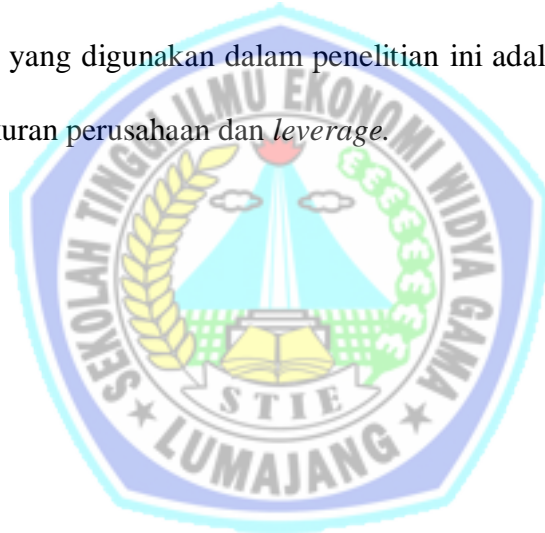 yang digunakan dalam penelitian ini adal
uran perusahaan dan leverage.
SEKOLAH TINGGI ILMU EKONOMI WIDYA GAMA
STIE
LUMAJANG